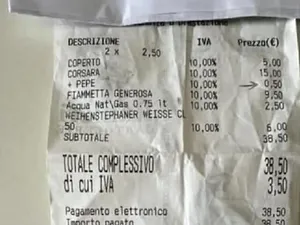 DESCRIZIONE IVA Prezzo(€)
2 x 2,50
COPERTO 10,00% 5,00
CORSARA 10,00% 15,00
+ PEPE 10,00% 0,50
FIAMMETTA GENEROSA 10,00% 9,50
Acqua Nat\Gas 0.75 lt 10,00% 2,50
WEIHENSTEPHANER WEISSE CL
50 10,00% 6,00
SUBTOTALE 38,50
TOTALE COMPLESSIVO 38,50
di cui IVA 3,50
Pagamento elettronico 38,50
Importo pagato 38,50